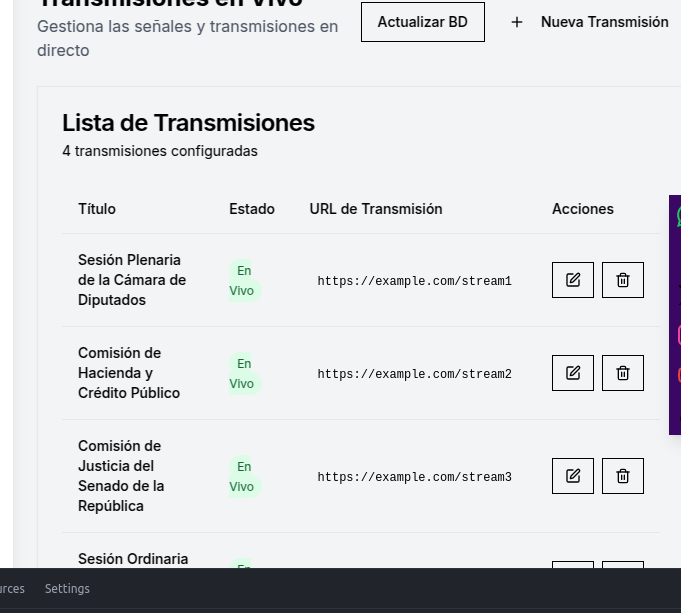 Transmisiones en Vivo
Gestiona las señales y transmisiones en
directo
Actualizar BD
Nueva Transmisión
Lista de Transmisiones
4 transmisiones configuradas
Título Estado URL de Transmisión Acciones
Sesión Plenaria
de la Cámara de
Diputados
En
Vivo
https://example.com/stream1
Comisión de
Hacienda y
Crédito Público
En
Vivo
https://example.com/stream2
Comisión de
Justicia del
Senado de la
República
En
Vivo
https://example.com/stream3
Sesión Ordinaria
En
Settings